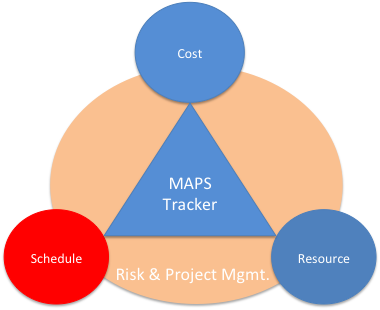 Cost
MAPS
Tracker
Schedule
Resource
Risk & Project Mgmt.